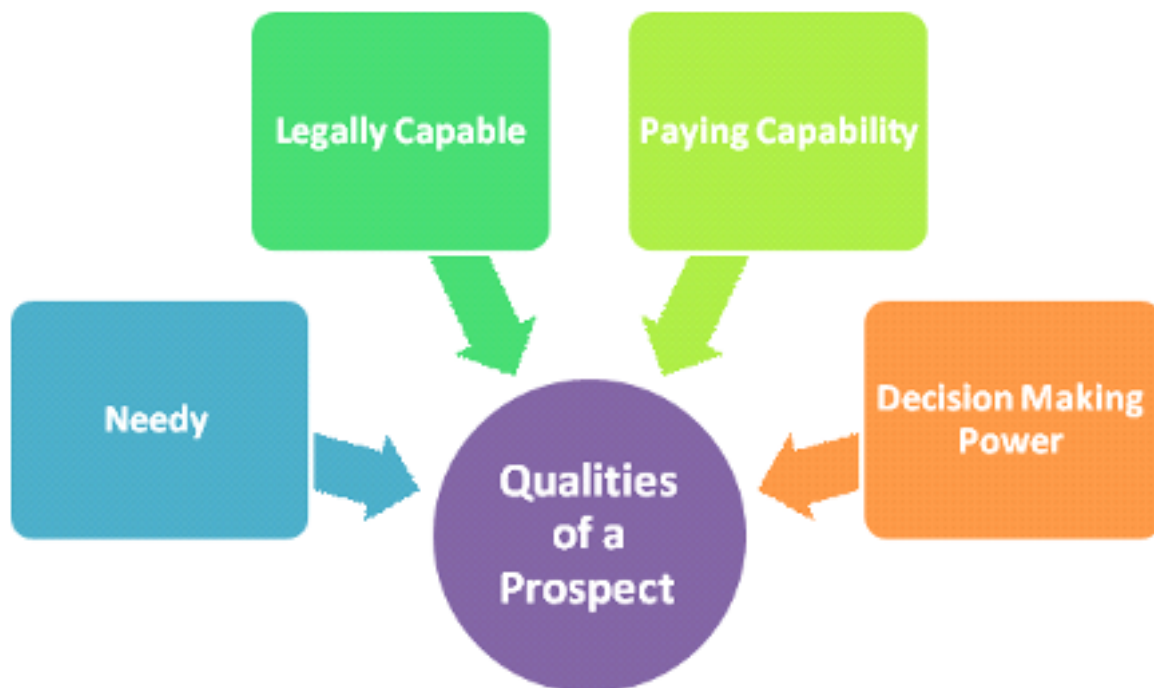 Legally Capable
Paying Capability
Needy
Decision Making
Power
Qualities
of a
Prospect